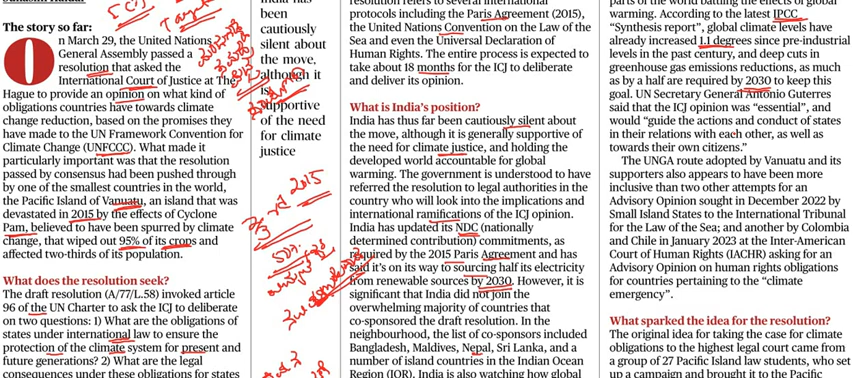 The story so far:
On March 29, the United Nations
General Assembly passed a
resolution that asked the
International Court of Justice at The
Hague to provide an opinion on what kind of
obligations countries have towards climate
change reduction, based on the promises they
have made to the UN Framework Convention for
Climate Change (UNFCCC). What made it
particularly important was that the resolution
passed by consensus had been pushed through
by one of the smallest countries in the world,
the Pacific Island of Vanuatu, an island that was
devastated in 2015 by the effects of Cyclone
Pam, believed to have been spurred by climate
change, that wiped out 95% of its crops and
affected two-thirds of its population.
What does the resolution seek?
The draft resolution (A/77/L.58) invoked article
96 of the UN Charter to ask the ICJ to deliberate
on two questions: 1) What are the obligations of
states under international law to ensure the
protection of the climate system for present and
future generations? 2) What are the legal
consequences under these obligations for states
India has
been
cautiously
silent about
the move,
although it
is
supportive
of the need
for climate
justice
2015
50%
resolution refers to several international
protocols including the Paris Agreement (2015),
the United Nations Convention on the Law of the
Sea and even the Universal Declaration of
Human Rights. The entire process is expected to
take about 18 months for the ICJ to deliberate
and deliver its opinion.
What is India's position?
India has thus far been cautiously silent about
the move, although it is generally supportive of
the need for climate justice, and holding the
developed world accountable for global
warming. The government is understood to have
referred the resolution to legal authorities in the
country who will look into the implications and
international ramifications of the ICJ opinion.
India has updated its NDC (nationally
determined contribution) commitments, as
required by the 2015 Paris Agreement and has
said it's on its way to sourcing half its electricity
from renewable sources by 2030. However, it is
significant that India did not join the
overwhelming majority of countries that
co-sponsored the draft resolution. In the
neighbourhood, the list of co-sponsors included
Bangladesh, Maldives, Nepal, Sri Lanka, and a
number of island countries in the Indian Ocean
Region (IOR). India is also watching how global
parts of the world battling the effects of global
warming. According to the latest IPCC
"Synthesis report", global climate levels have
already increased 1.1 degrees since pre-industrial
levels in the past century, and deep cuts in
greenhouse gas emissions reductions, as much
as by a half are required by 2030 to keep this
goal. UN Secretary General Antonio Guterres
said that the ICJ opinion was "essential", and
would "guide the actions and conduct of states
in their relations with each other, as well as
towards their own citizens."
The UNGA route adopted by Vanuatu and its
supporters also appears to have been more
inclusive than two other attempts for an
Advisory Opinion sought in December 2022 by
Small Island States to the International Tribunal
for the Law of the Sea; and another by Colombia
and Chile in January 2023 at the Inter-American
Court of Human Rights (IACHR) asking for an
Advisory Opinion on human rights obligations
for countries pertaining to the "climate
emergency".
What sparked the idea for the resolution?
The original idea for taking the case for climate
obligations to the highest legal court came from
a group of 27 Pacific Island law students, who set
up a campaign and brought it to the Pacific